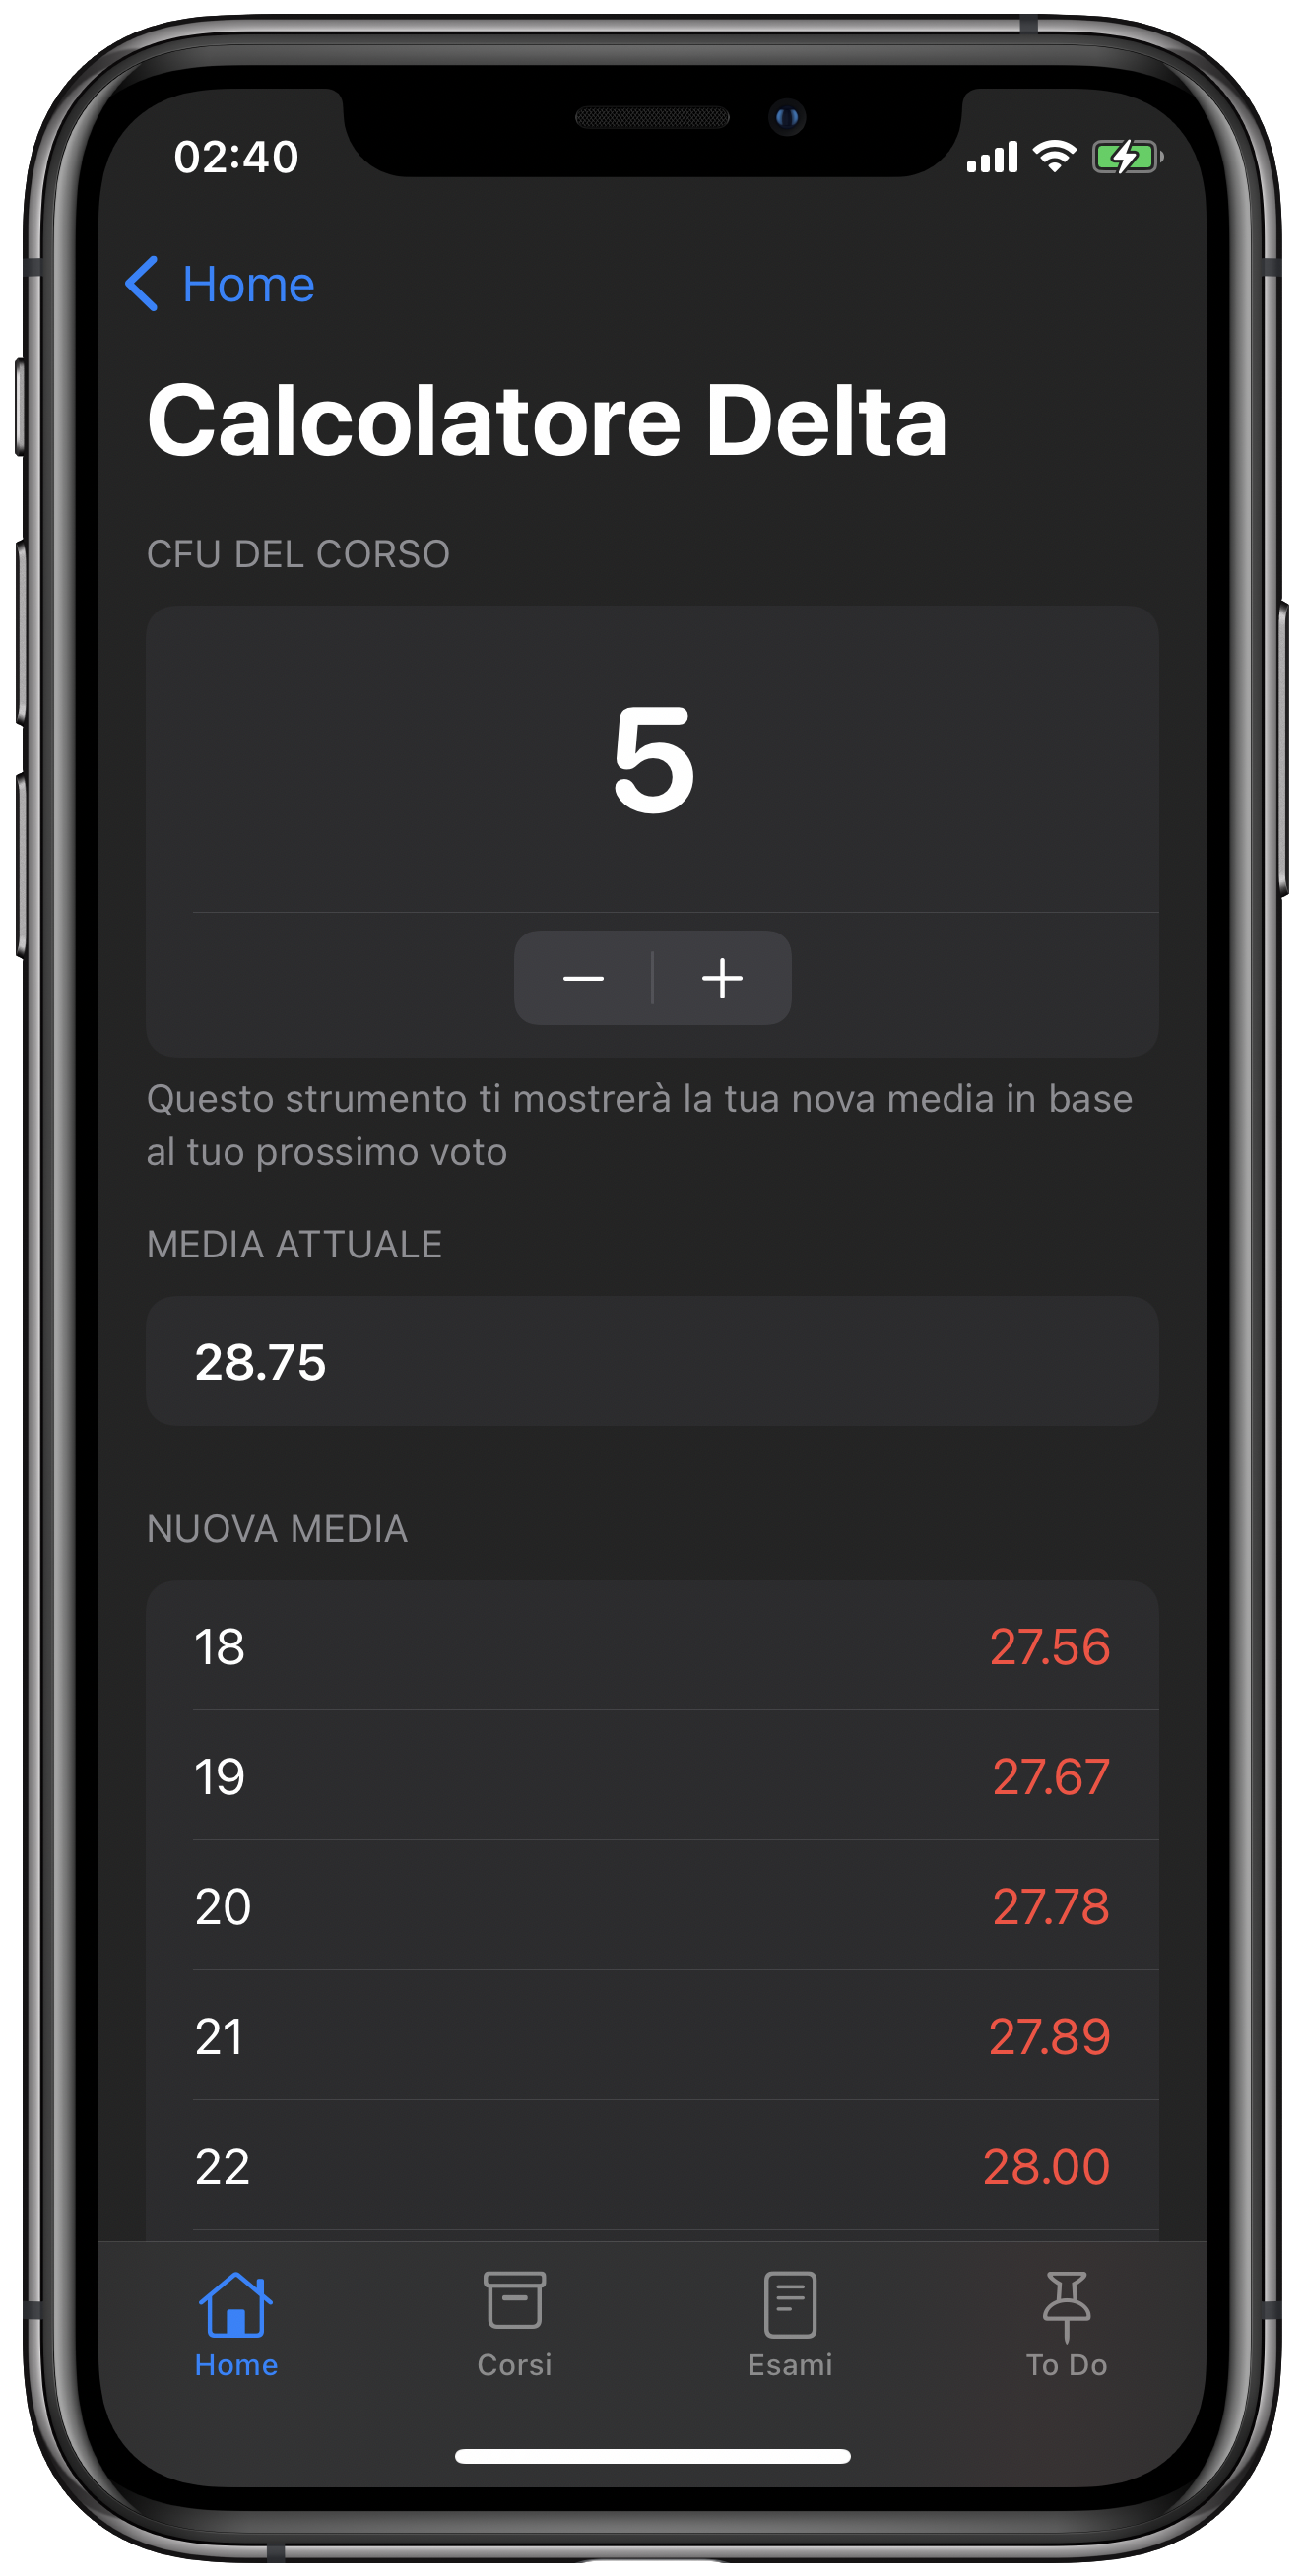 02:40
Home
Calcolatore Delta
CFU DEL CORSO
5
Questo strumento ti mostrerà la tua nova media in base
al tuo prossimo voto
MEDIA ATTUALE
28.75
NUOVA MEDIA
18 27.56
19 27.67
20 27.78
21 27.89
22 28.00
Home Corsi Esami To Do